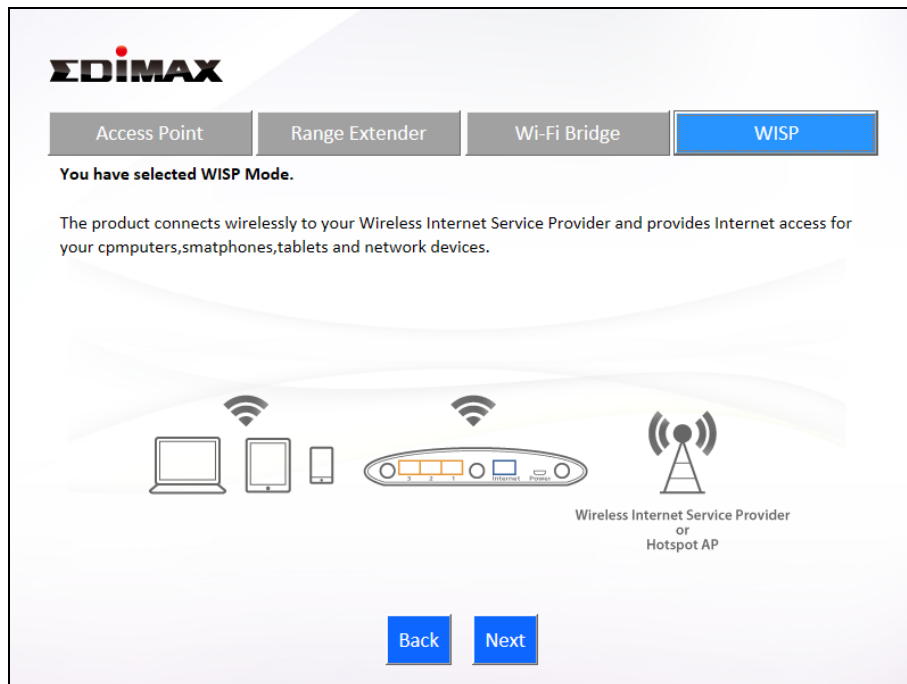 EDIMAX
Access Point
Range Extender
Wi-Fi Bridge
WISP
You have selected WISP Mode.
The product connects wirelessly to your Wireless Internet Service Provider and provides Internet access for
your cpmputers,smatphones,tablets and network devices.
3 2 1 Internet Power
Wireless Internet Service Provider
or
Hotspot AP
Back
Next